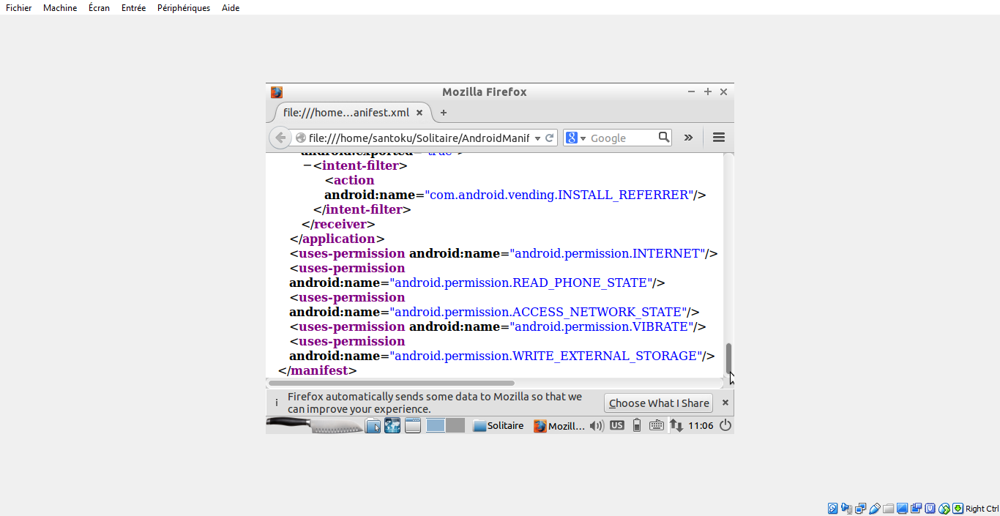 Fichier Machine Écran Entrée Périphériques Aide
Mozilla Firefox
file:///home...anifest.xml
file:///home/santoku/Solitaire/AndroidManif
Google
−<intent-filter>
<action
android:name="com.android.vending.INSTALL_REFERRER"/>
</intent-filter>
</receiver>
</application>
<uses-permission android:name="android.permission.INTERNET"/>
<uses-permission
android:name="android.permission.READ_PHONE_STATE"/>
<uses-permission
android:name="android.permission.ACCESS_NETWORK_STATE"/>
<uses-permission android:name="android.permission.VIBRATE"/>
<uses-permission
android:name="android.permission.WRITE_EXTERNAL_STORAGE"/>
</manifest>
Firefox automatically sends some data to Mozilla so that we
can improve your experience.
Choose What I Share
Solitaire
Mozill...
US
11:06
Right Ctrl